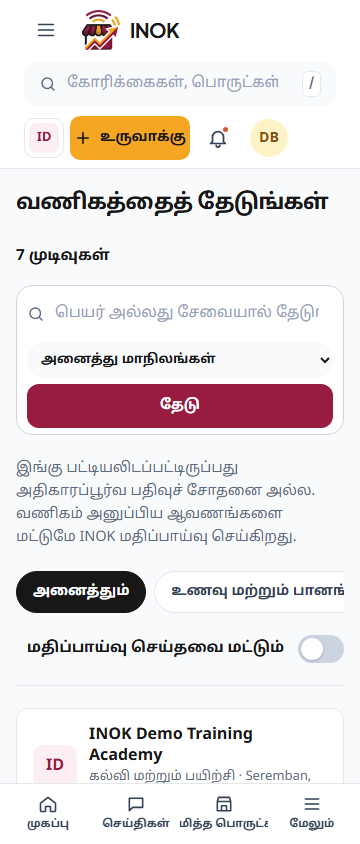 INOK
கோரிக்கைகள், பொருட்கள்
/
ID
+ உருவாக்கு
DB
வணிகத்தைத் தேடுங்கள்
7 முடிவுகள்
பெயர் அல்லது சேவையால்
அனைத்து மாநிலங்கள்
தேடு
இங்கு பட்டியலிடப்பட்டிருப்பது
அதிகாரப்பூர்வ பதிவுச் சோதனை அல்ல.
வணிகம் அனுப்பிய ஆவணங்களை
மட்டுமே INOK மதிப்பாய்வு செய்கிறது.
அனைத்தும்
உணவு மற்றும்
மதிப்பாய்வு செய்தவை மட்டும்
ID
INOK Demo Training
Academy
கல்வி மற்றும் பயிற்சி · Seremban,
முகப்பு
செய்திகள்
மேலும்